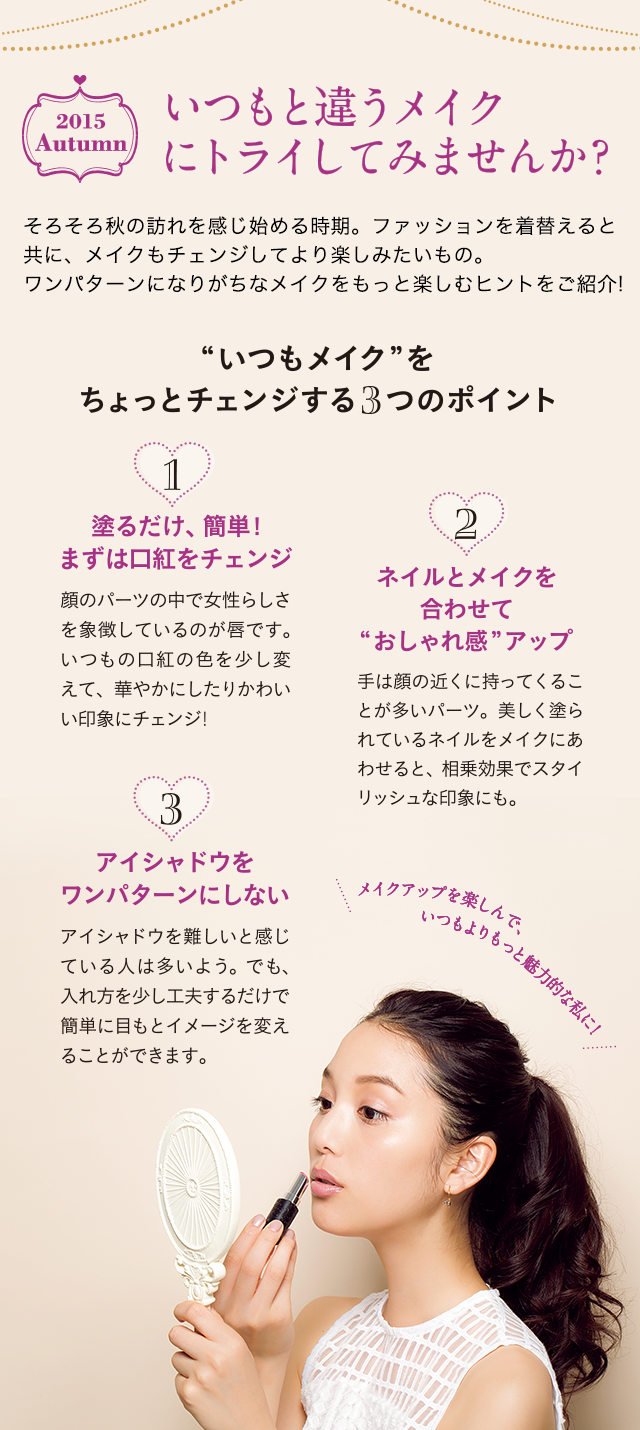 2015
Autumn
いつもと違うメイク
にトライしてみませんか?
そろそろ秋の訪れを感じ始める時期。ファッションを着替えると
共に、メイクもチェンジしてより楽しみたいもの。
ワンパターンになりがちなメイクをもっと楽しむヒントをご紹介!
“いつもメイク”を
ちょっとチェンジする3つのポイント
1
塗るだけ、簡単!
まずは口紅をチェンジ
顔のパーツの中で女性らしさ
を象徴しているのが唇です。
いつもの口紅の色を少し変
えて、華やかにしたりかわい
い印象にチェンジ!
2
ネイルとメイクを
合わせて
“おしゃれ感”アップ
手は顔の近くに持ってくるこ
とが多いパーツ。美しく塗ら
れているネイルをメイクにあ
わせると、相乗効果でスタイ
リッシュな印象にも。
3
アイシャドウを
ワンパターンにしない
アイシャドウを難しいと感じ
ている人は多いよう。でも、
入れ方を少し工夫するだけで
簡単に目もとイメージを変え
ることができます。
メイクアップを楽しんで、
いつもよりもっと魅力的な私に!